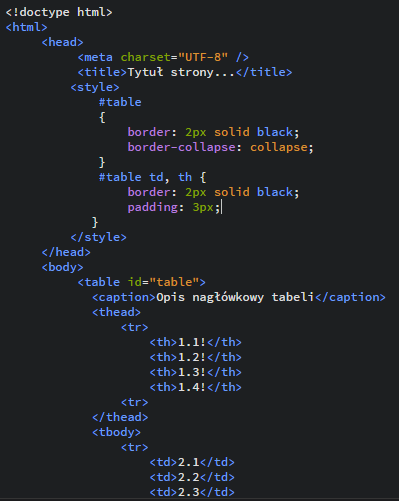 <!doctype html>
<html>
<head>
<meta charset="UTF-8" />
<title>Tytuł strony...</title>
<style>
#table
{
border: 2px solid black;
border-collapse: collapse;
}
#table td, th {
border: 2px solid black;
padding: 3px;
}
</style>
</head>
<body>
<table id="table">
<caption>Opis nagłówkowy tabeli</caption>
<thead>
<tr>
<th>1.1!</th>
<th>1.2!</th>
<th>1.3!</th>
<th>1.4!</th>
<tr>
</thead>
<tbody>
<tr>
<td>2.1</td>
<td>2.2</td>
<td>2.3</td>